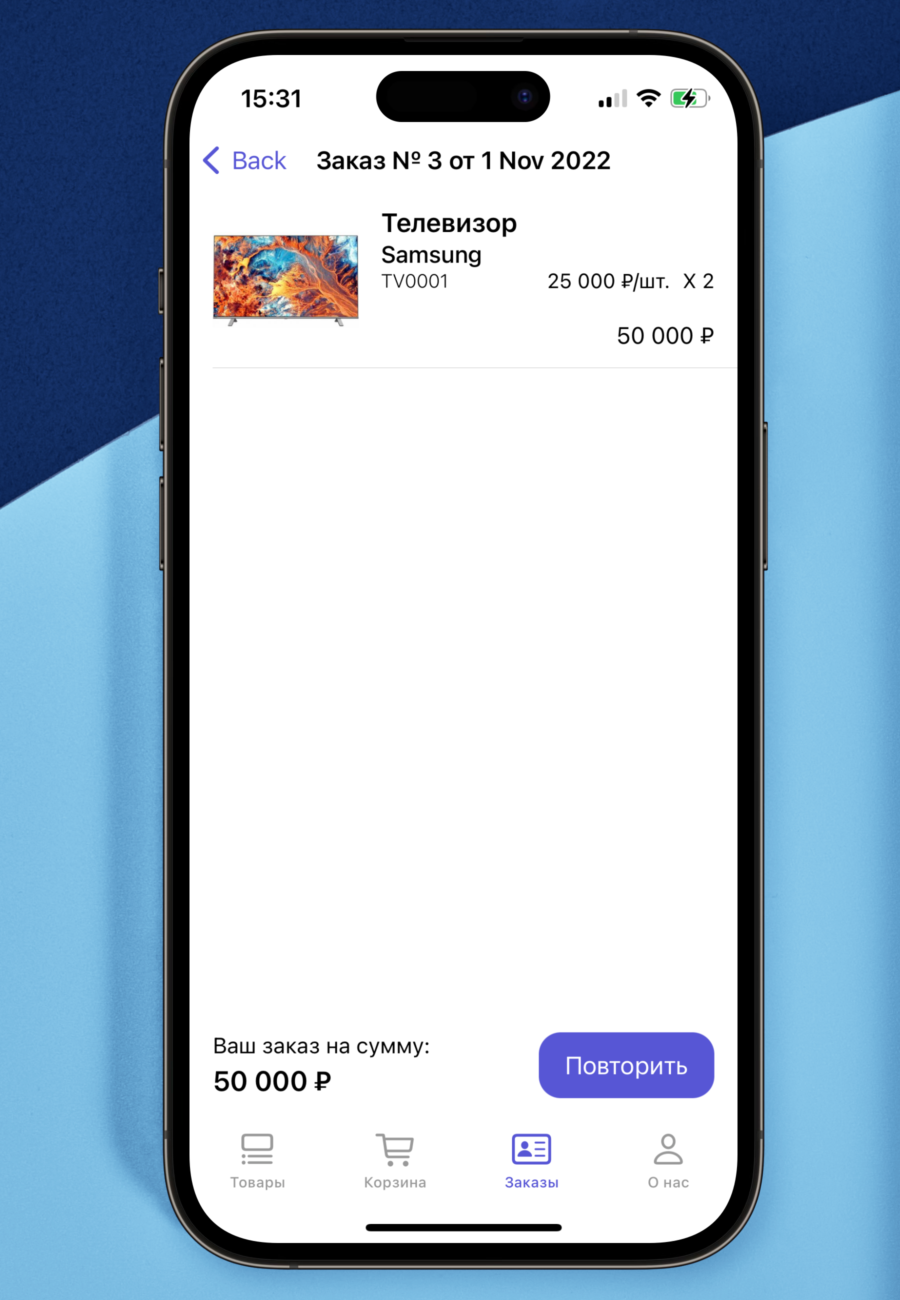 15:31
Back Заказ № 3 от 1 Nov 2022
Телевизор
Samsung
TV0001 25 000 ₽/шт. X 2
50 000 ₽
Ваш заказ на сумму:
50 000 ₽
Повторить
Товары Корзина Заказы О нас